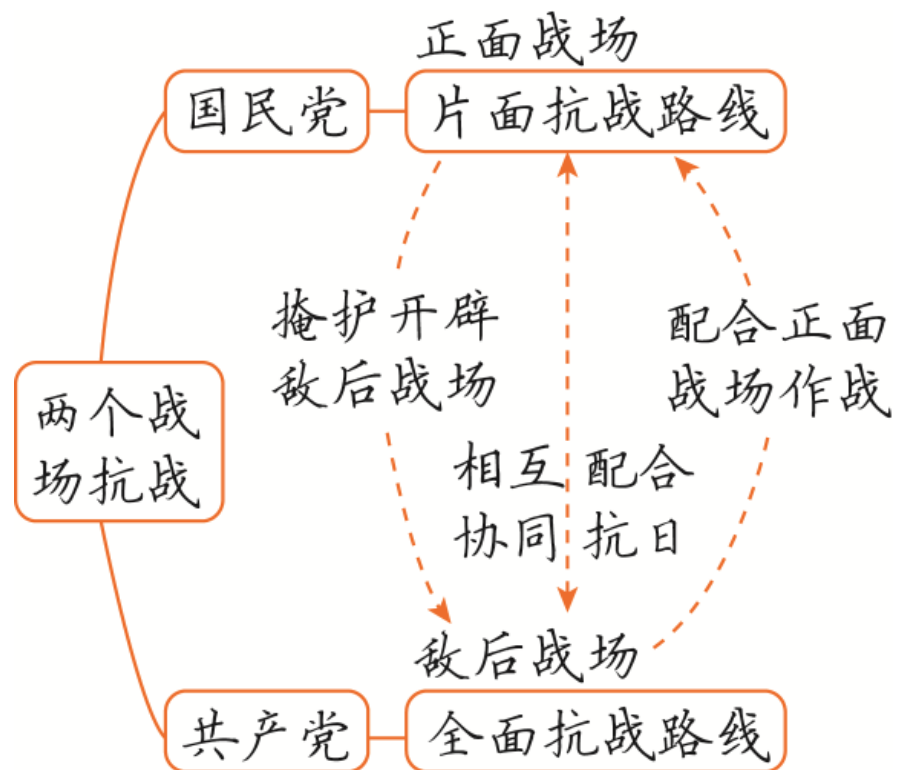 正面战场
国民党
片面抗战路线
掩护开辟
敌后战场
配合正面
战场作战
两个战
场抗战
相互配合
协同抗日
敌后战场
共产党
全面抗战路线